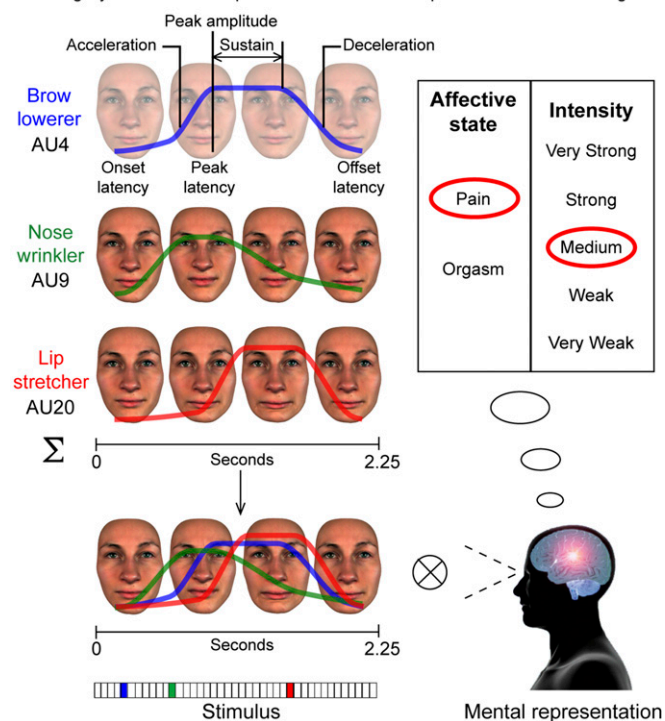 Peak amplitude
Acceleration
Sustain
Deceleration
Brow
lowerer
AU4
Onset
latency
Peak
latency
Offset
latency
Nose
wrinkler
AU9
Lip
stretcher
AU20
Σ
0
Seconds
2.25
0
Seconds
2.25
Stimulus
Affective
state
Pain
Orgasm
Intensity
Very Strong
Strong
Medium
Weak
Very Weak
Mental representation